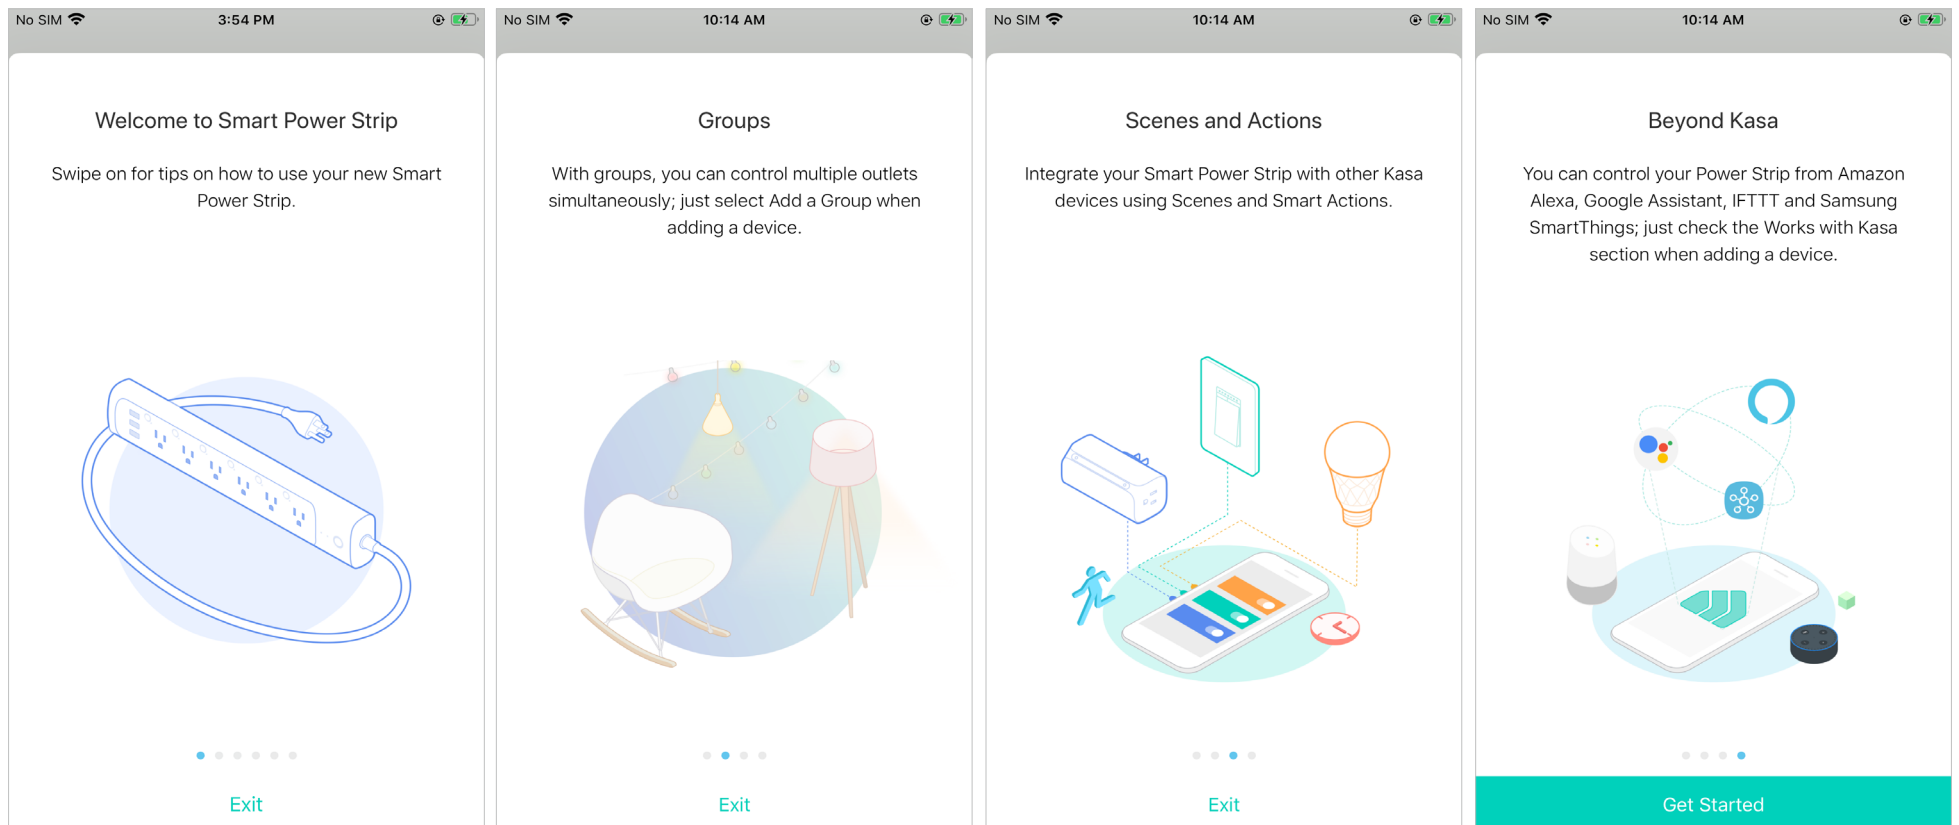 No SIM 3:54 PM
Welcome to Smart Power Strip
Swipe on for tips on how to use your new Smart
Power Strip.
Exit
No SIM 10:14 AM
Groups
With groups, you can control multiple outlets
simultaneously; just select Add a Group when
adding a device.
Exit
No SIM 10:14 AM
Scenes and Actions
Integrate your Smart Power Strip with other Kasa
devices using Scenes and Smart Actions.
Exit
No SIM 10:14 AM
Beyond Kasa
You can control your Power Strip from Amazon
Alexa, Google Assistant, IFTTT and Samsung
SmartThings; just check the Works with Kasa
section when adding a device.
Get Started